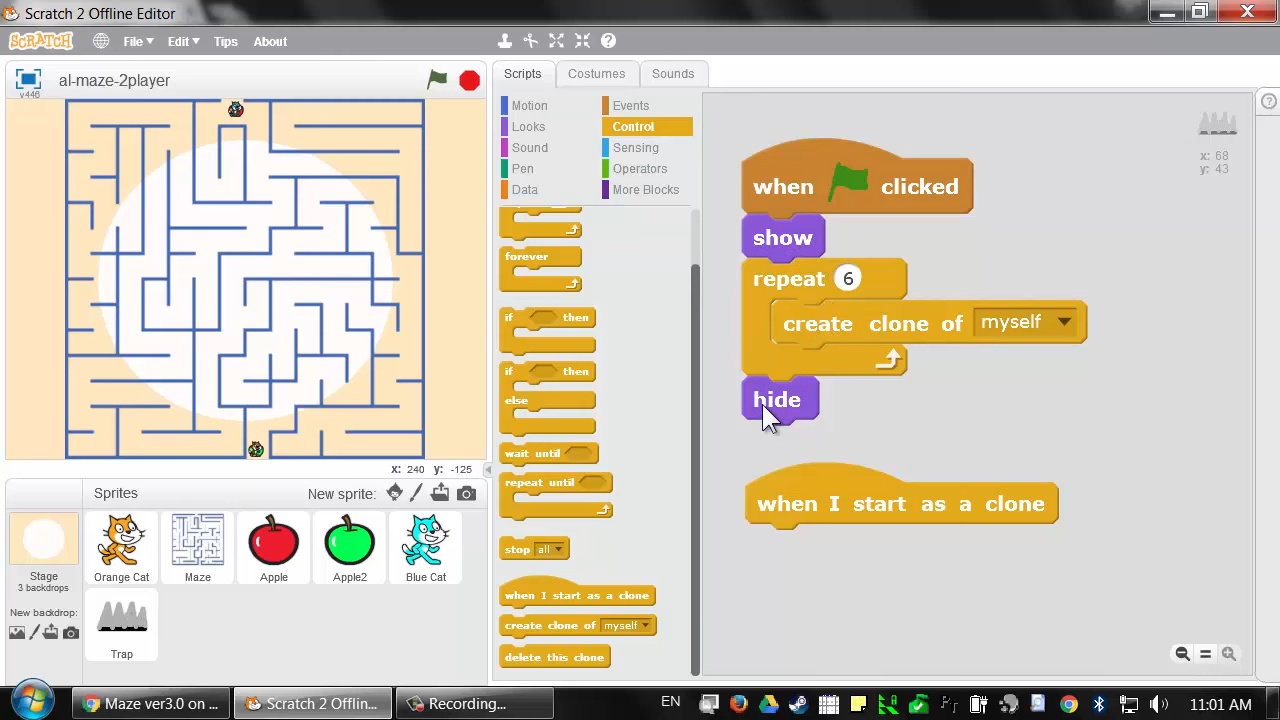 Scratch 2 Offline Editor
SCRATCH
File Edit Tips About
v446
al-maze-2player
x: 240 y: -125
Sprites
New sprite:
Stage
3 backdrops
New backdrop:
Orange Cat
Maze
Apple
Apple2
Blue Cat
Trap
Scripts Costumes Sounds
Motion Events
Looks Control
Sound Sensing
Pen Operators
Data More Blocks
forever
if then
if then
else
wait until
repeat until
stop all
when I start as a clone
create clone of myself
delete this clone
x: 68
y: 43
when clicked
show
repeat 6
create clone of myself
hide
when I start as a clone
Maze ver3.0 on ...
Scratch 2 Offlin...
Recording...
EN
11:01 AM